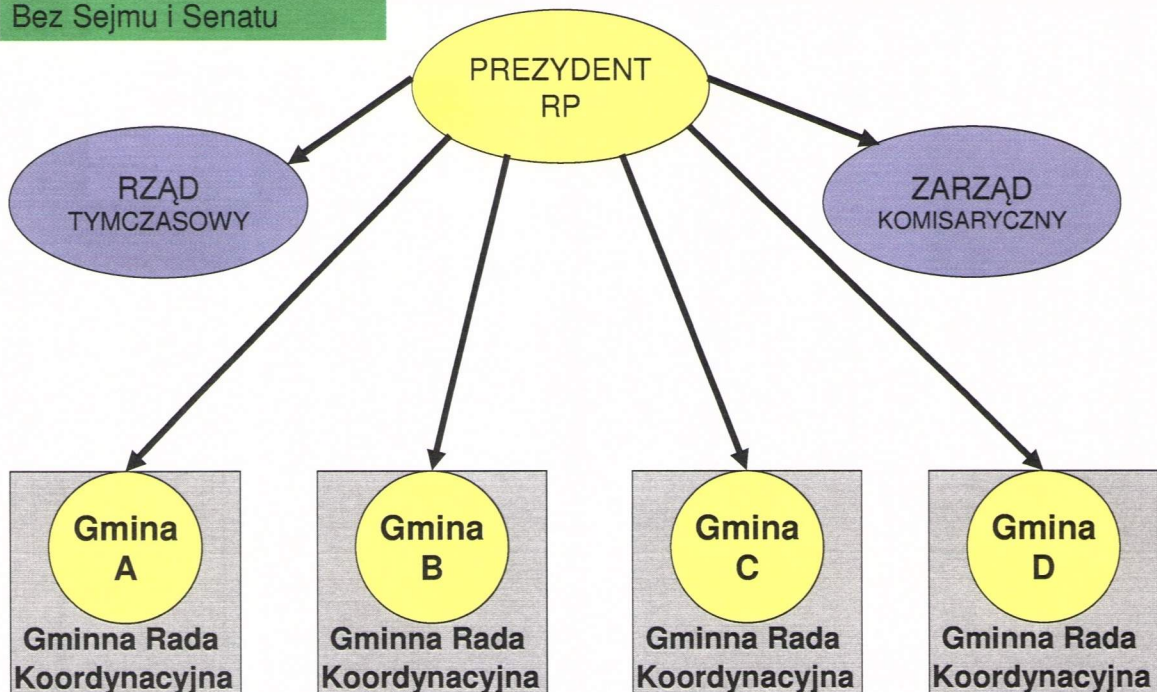 Bez Sejmu i Senatu
PREZYDENT
RP
RZĄD
TYMCZASOWY
ZARZĄD
KOMISARYCZNY
Gmina
A
Gminna Rada
Koordynacyjna
Gmina
B
Gminna Rada
Koordynacyjna
Gmina
C
Gminna Rada
Koordynacyjna
Gmina
D
Gminna Rada
Koordynacyjna